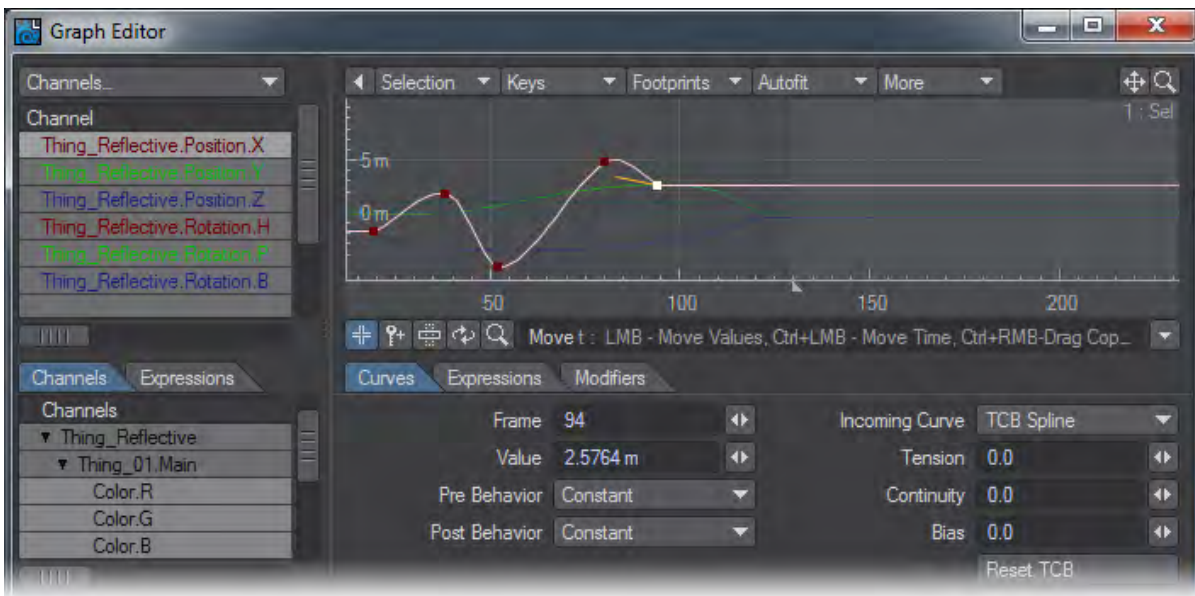 Graph Editor
Channels...
Selection Keys Footprints Autofit More
Channel
1 : Sel
Thing_Reflective.Position.X
Thing_Reflective.Position.Y
Thing_Reflective.Position.Z
Thing_Reflective.Rotation.H
Thing_Reflective.Rotation.P
Thing_Reflective.Rotation.B
5 m
0 m
50 100 150 200
Move t : LMB - Move Values, Ctrl+LMB - Move Time, Ctrl+RMB-Drag Cop...
Channels Expressions
Channels
Thing_Reflective
Thing_01.Main
Color.R
Color.G
Color.B
Curves Expressions Modifiers
Frame 94
Value 2.5764 m
Pre Behavior Constant
Post Behavior Constant
Incoming Curve TCB Spline
Tension 0.0
Continuity 0.0
Bias 0.0
Reset TCB